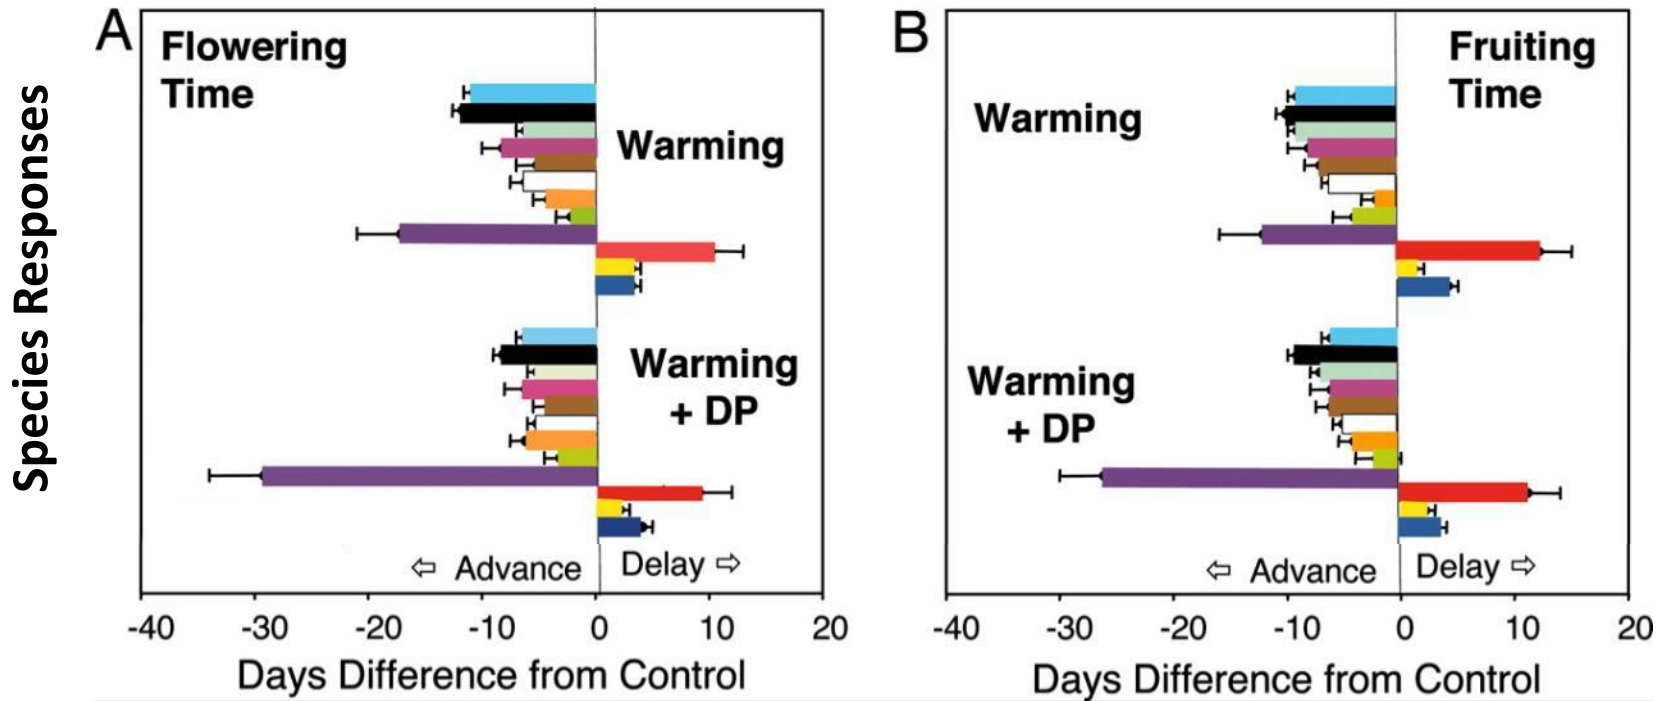 Species Responses
A
Flowering
Time
Warming
Warming
+ DP
⇦ Advance
Delay ⇨
-40 -30 -20 -10 0 10 20
Days Difference from Control
B
Fruiting
Time
Warming
Warming
+ DP
⇦ Advance
Delay ⇨
-40 -30 -20 -10 0 10 20
Days Difference from Control